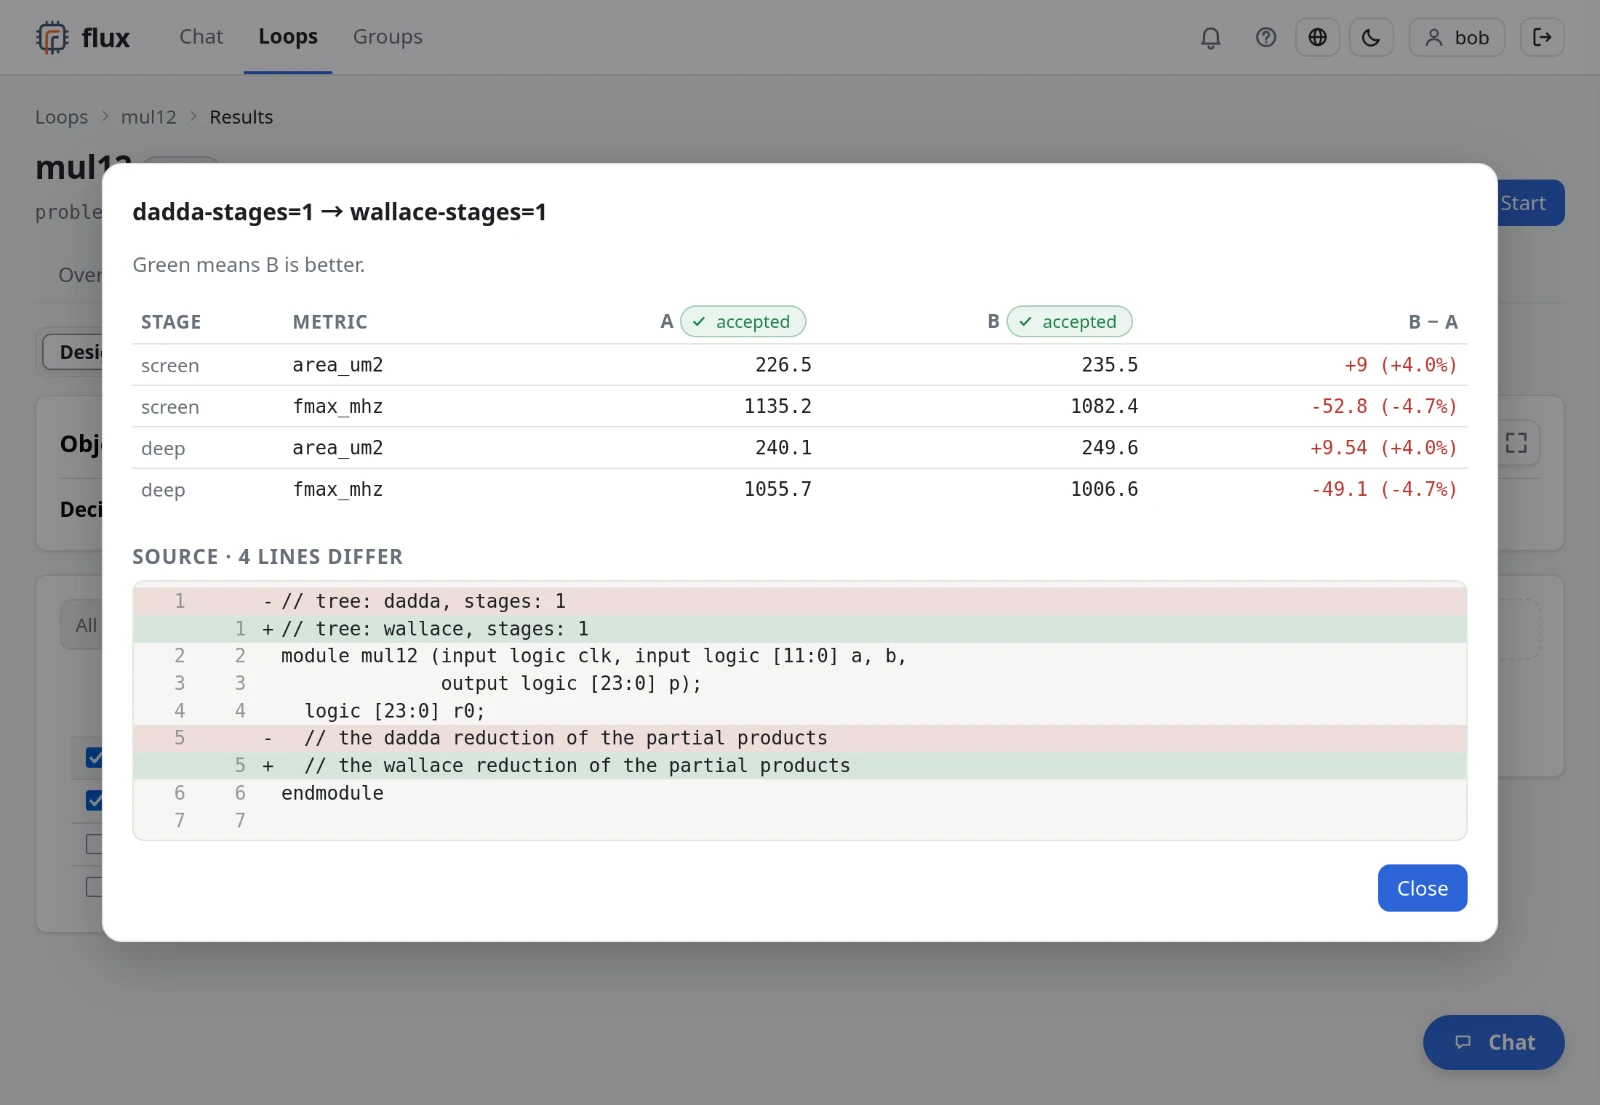 flux
Chat
Loops
Groups
bob
Loops > mul12 > Results
mul12
proble
Start
Over
dadda-stages=1 → wallace-stages=1
Green means B is better.
STAGE METRIC A ✓ accepted B ✓ accepted B − A
screen area_um2 226.5 235.5 +9 (+4.0%)
screen fmax_mhz 1135.2 1082.4 -52.8 (-4.7%)
deep area_um2 240.1 249.6 +9.54 (+4.0%)
deep fmax_mhz 1055.7 1006.6 -49.1 (-4.7%)
Desi
Obj
Deci
All
SOURCE · 4 LINES DIFFER
1 - // tree: dadda, stages: 1
1 + // tree: wallace, stages: 1
2 2 module mul12 (input logic clk, input logic [11:0] a, b,
3 3 output logic [23:0] p);
4 4 logic [23:0] r0;
5 - // the dadda reduction of the partial products
5 + // the wallace reduction of the partial products
6 6 endmodule
7 7
Close
Chat